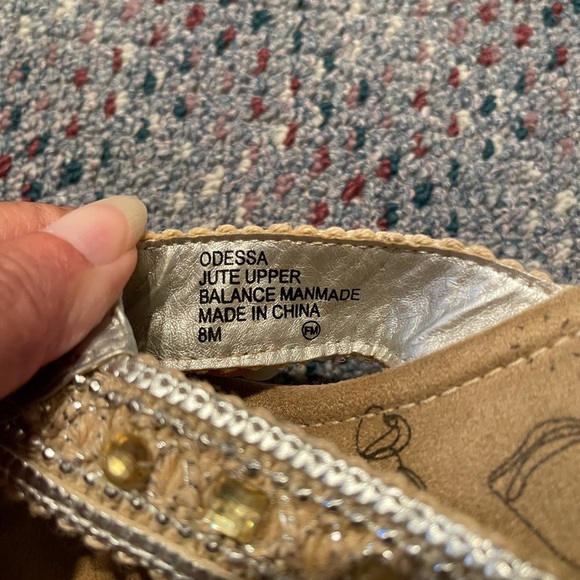 ODESSA
JUTE UPPER
BALANCE MANMADE
MADE IN CHINA
8M FM